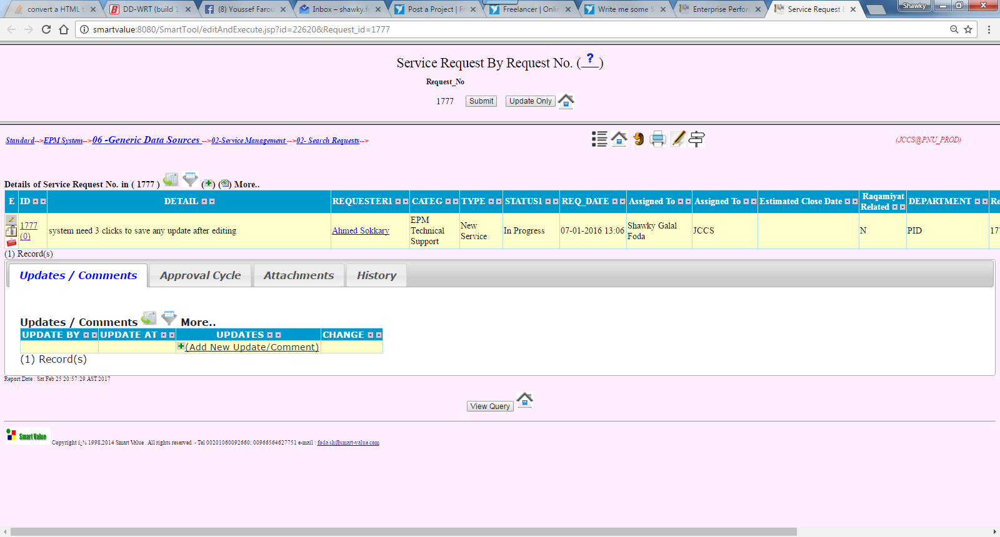 convert a HTML t
DD-WRT (build 1
(8) Youssef Farou
Inbox – shawky.fo
Post a Project | Fr
Freelancer | Onlin
Write me some S
Enterprise Perfor
Service Request B
Shawky
smartvalue:8080/SmartTool/editAndExecute.jsp?id=22620&Request_id=1777
Service Request By Request No. ( ? )
Request_No
1777 Submit Update Only
Standard-->EPM System-->06 -Generic Data Sources -->02-Service Management -->02- Search Requests-->
(JCCS@PNU_PROD)
Details of Service Request No. in ( 1777 ) ( ) ( ) More..
E ID DETAIL REQUESTER1 CATEG TYPE STATUS1 REQ_DATE Assigned To Assigned To Estimated Close Date Raqamiyat Related DEPARTMENT Re
1777 (0) system need 3 clicks to save any update after editing Ahmed Sokkary EPM Technical Support New Service In Progress 07-01-2016 13:06 Shawky Galal Foda JCCS N PID 17
(1) Record(s)
Updates / Comments Approval Cycle Attachments History
Updates / Comments More..
UPDATE BY UPDATE AT UPDATES CHANGE
(Add New Update/Comment)
(1) Record(s)
Report Date : Sat Feb 25 20:57:29 AST 2017
View Query
Smart Value Copyright ï¿½ 1998,2014 Smart Value . All rights reserved. - Tel 00201060092660; 00966564627751 e-mail : foda.sh@smart-value.com